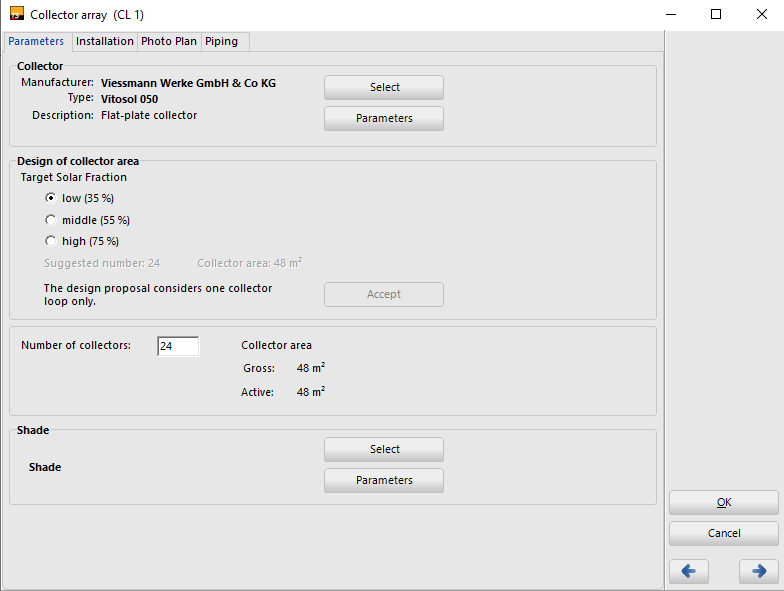 Collector array  (CL 1)
Parameters Installation Photo Plan Piping
Collector
Manufacturer: Viessmann Werke GmbH & Co KG
Select
Type: Vitosol 050
Description: Flat-plate collector
Parameters
Design of collector area
Target Solar Fraction
low (35 %)
middle (55 %)
high (75 %)
Suggested number: 24 Collector area: 48 m²
The design proposal considers one collector
loop only.
Accept
Number of collectors: 24 Collector area
Gross: 48 m²
Active: 48 m²
Shade
Select
Shade
Parameters
OK
Cancel